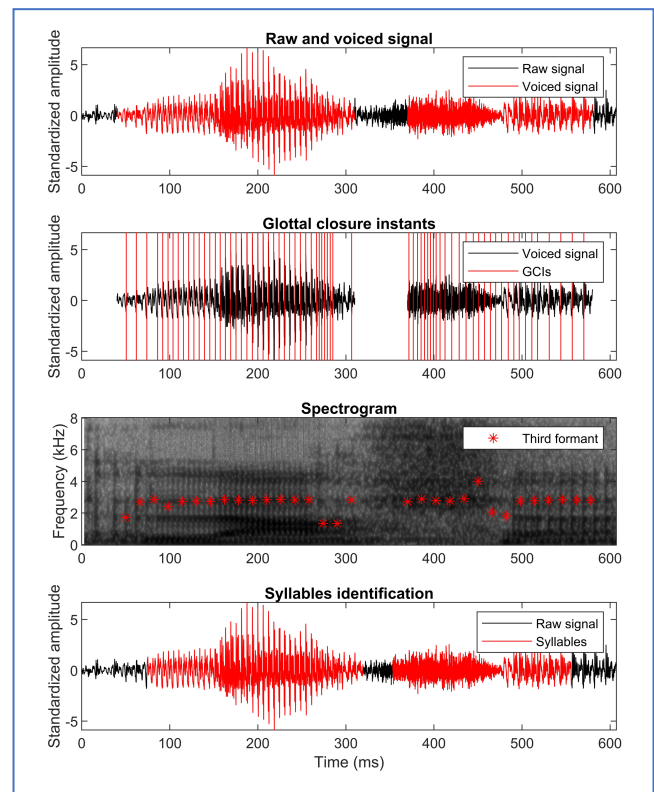 Raw and voiced signal
Standardized amplitude
5
0
-5
Raw signal
Voiced signal
0 100 200 300 400 500 600
Glottal closure instants
Standardized amplitude
5
0
-5
Voiced signal
GCIs
0 100 200 300 400 500 600
Spectrogram
Frequency (kHz)
8
6
4
2
0
Third formant
0 100 200 300 400 500 600
Syllables identification
Standardized amplitude
5
0
-5
Raw signal
Syllables
0 100 200 300 400 500 600
Time (ms)